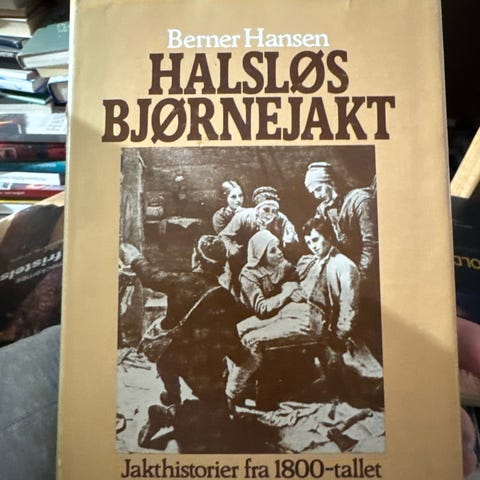 Berner Hansen
HALSLØS
BJØRNEJAKT
Jakthistorier fra 1800-tallet